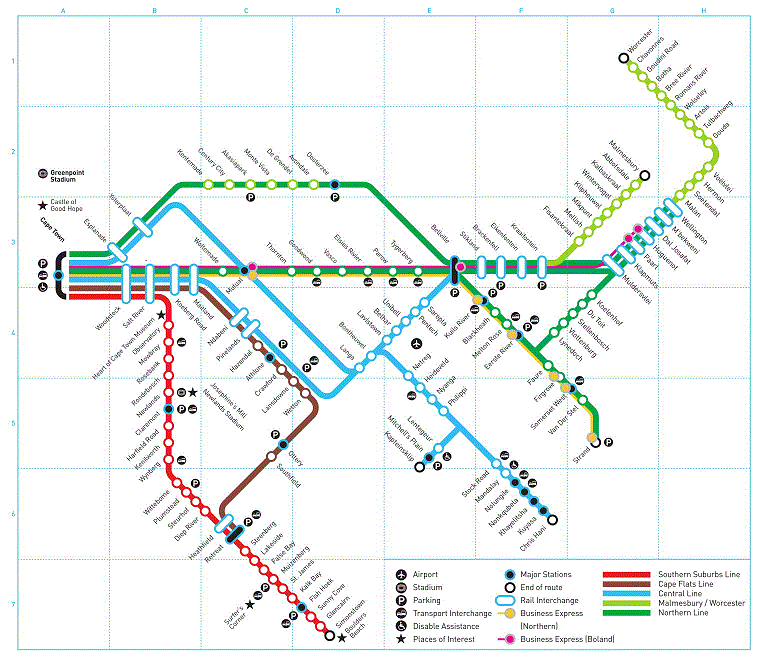 A B C D E F G H
1
2
3
4
5
6
7
Greenpoint
Stadium
Castle of
Good Hope
Cape Town
Esplanade
Ysterplaat
Kentemade
Century City
Akasiapark
Monte Vista
De Grendel
Avondale
Oosterzee
Woodstock
Salt River
Koeberg Road
Maitland
Woltemade
Mutual
Thornton
Goodwood
Vasco
Elsies River
Parow
Tygerberg
Bellville
Stikland
Brackenfell
Eikenfontein
Kraaifontein
Fisantekraal
Mellish
Mikpunt
Klipheuwel
Wintervogel
Kalbaskraal
Abbotsdale
Malmesbury
Worcester
Chavonnes
Goudini Road
Botha
Bree River
Romans River
Wolseley
Artois
Tulbachweg
Gouda
Voëlvlei
Hermon
Soetendal
Malan
Wellington
Mbekweni
Dal Josafat
Huguenot
Paarl
Klapmuts
Muldersvlei
Koelenhof
Du Toit
Stellenbosch
Vlottenburg
Lynedoch
Kuils River
Blackheath
Melton Rose
Eerste River
Faure
Firgrove
Somerset West
Van Der Stel
Strand
Sarepta
Pentech
Unibell
Belhar
Lavistown
Bonteheuwel
Langa
Netreg
Heideveld
Nyanga
Philippi
Lentegeur
Mitchell's Plain
Kapteinsklip
Stock Road
Mandalay
Nolungile
Nonkqubela
Khayelitsha
Kuyasa
Chris Hani
Ndabeni
Pinelands
Hazendal
Athlone
Crawford
Lansdowne
Wetton
Ottery
Southfield
Heart of Cape Town Museum
Observatory
Mowbray
Rosebank
Rondebosch
Newlands
Josephine's Mill
Newlands Stadium
Claremont
Harfield Road
Kenilworth
Wynberg
Wittebome
Plumstead
Steurhof
Diep River
Heathfield
Retreat
Steenberg
Lakeside
False Bay
Muizenberg
St. James
Kalk Bay
Fish Hoek
Sunny Cove
Glencairn
Simonstown
Boulders
Beach
Surfer's
Corner
Airport
Stadium
P Parking
Transport Interchange
Disable Assistance
Places of Interest
Major Stations
End of route
Rail Interchange
Business Express
(Northern)
Business Express (Boland)
Southern Suburbs Line
Cape Flats Line
Central Line
Malmesbury / Worcester
Northern Line